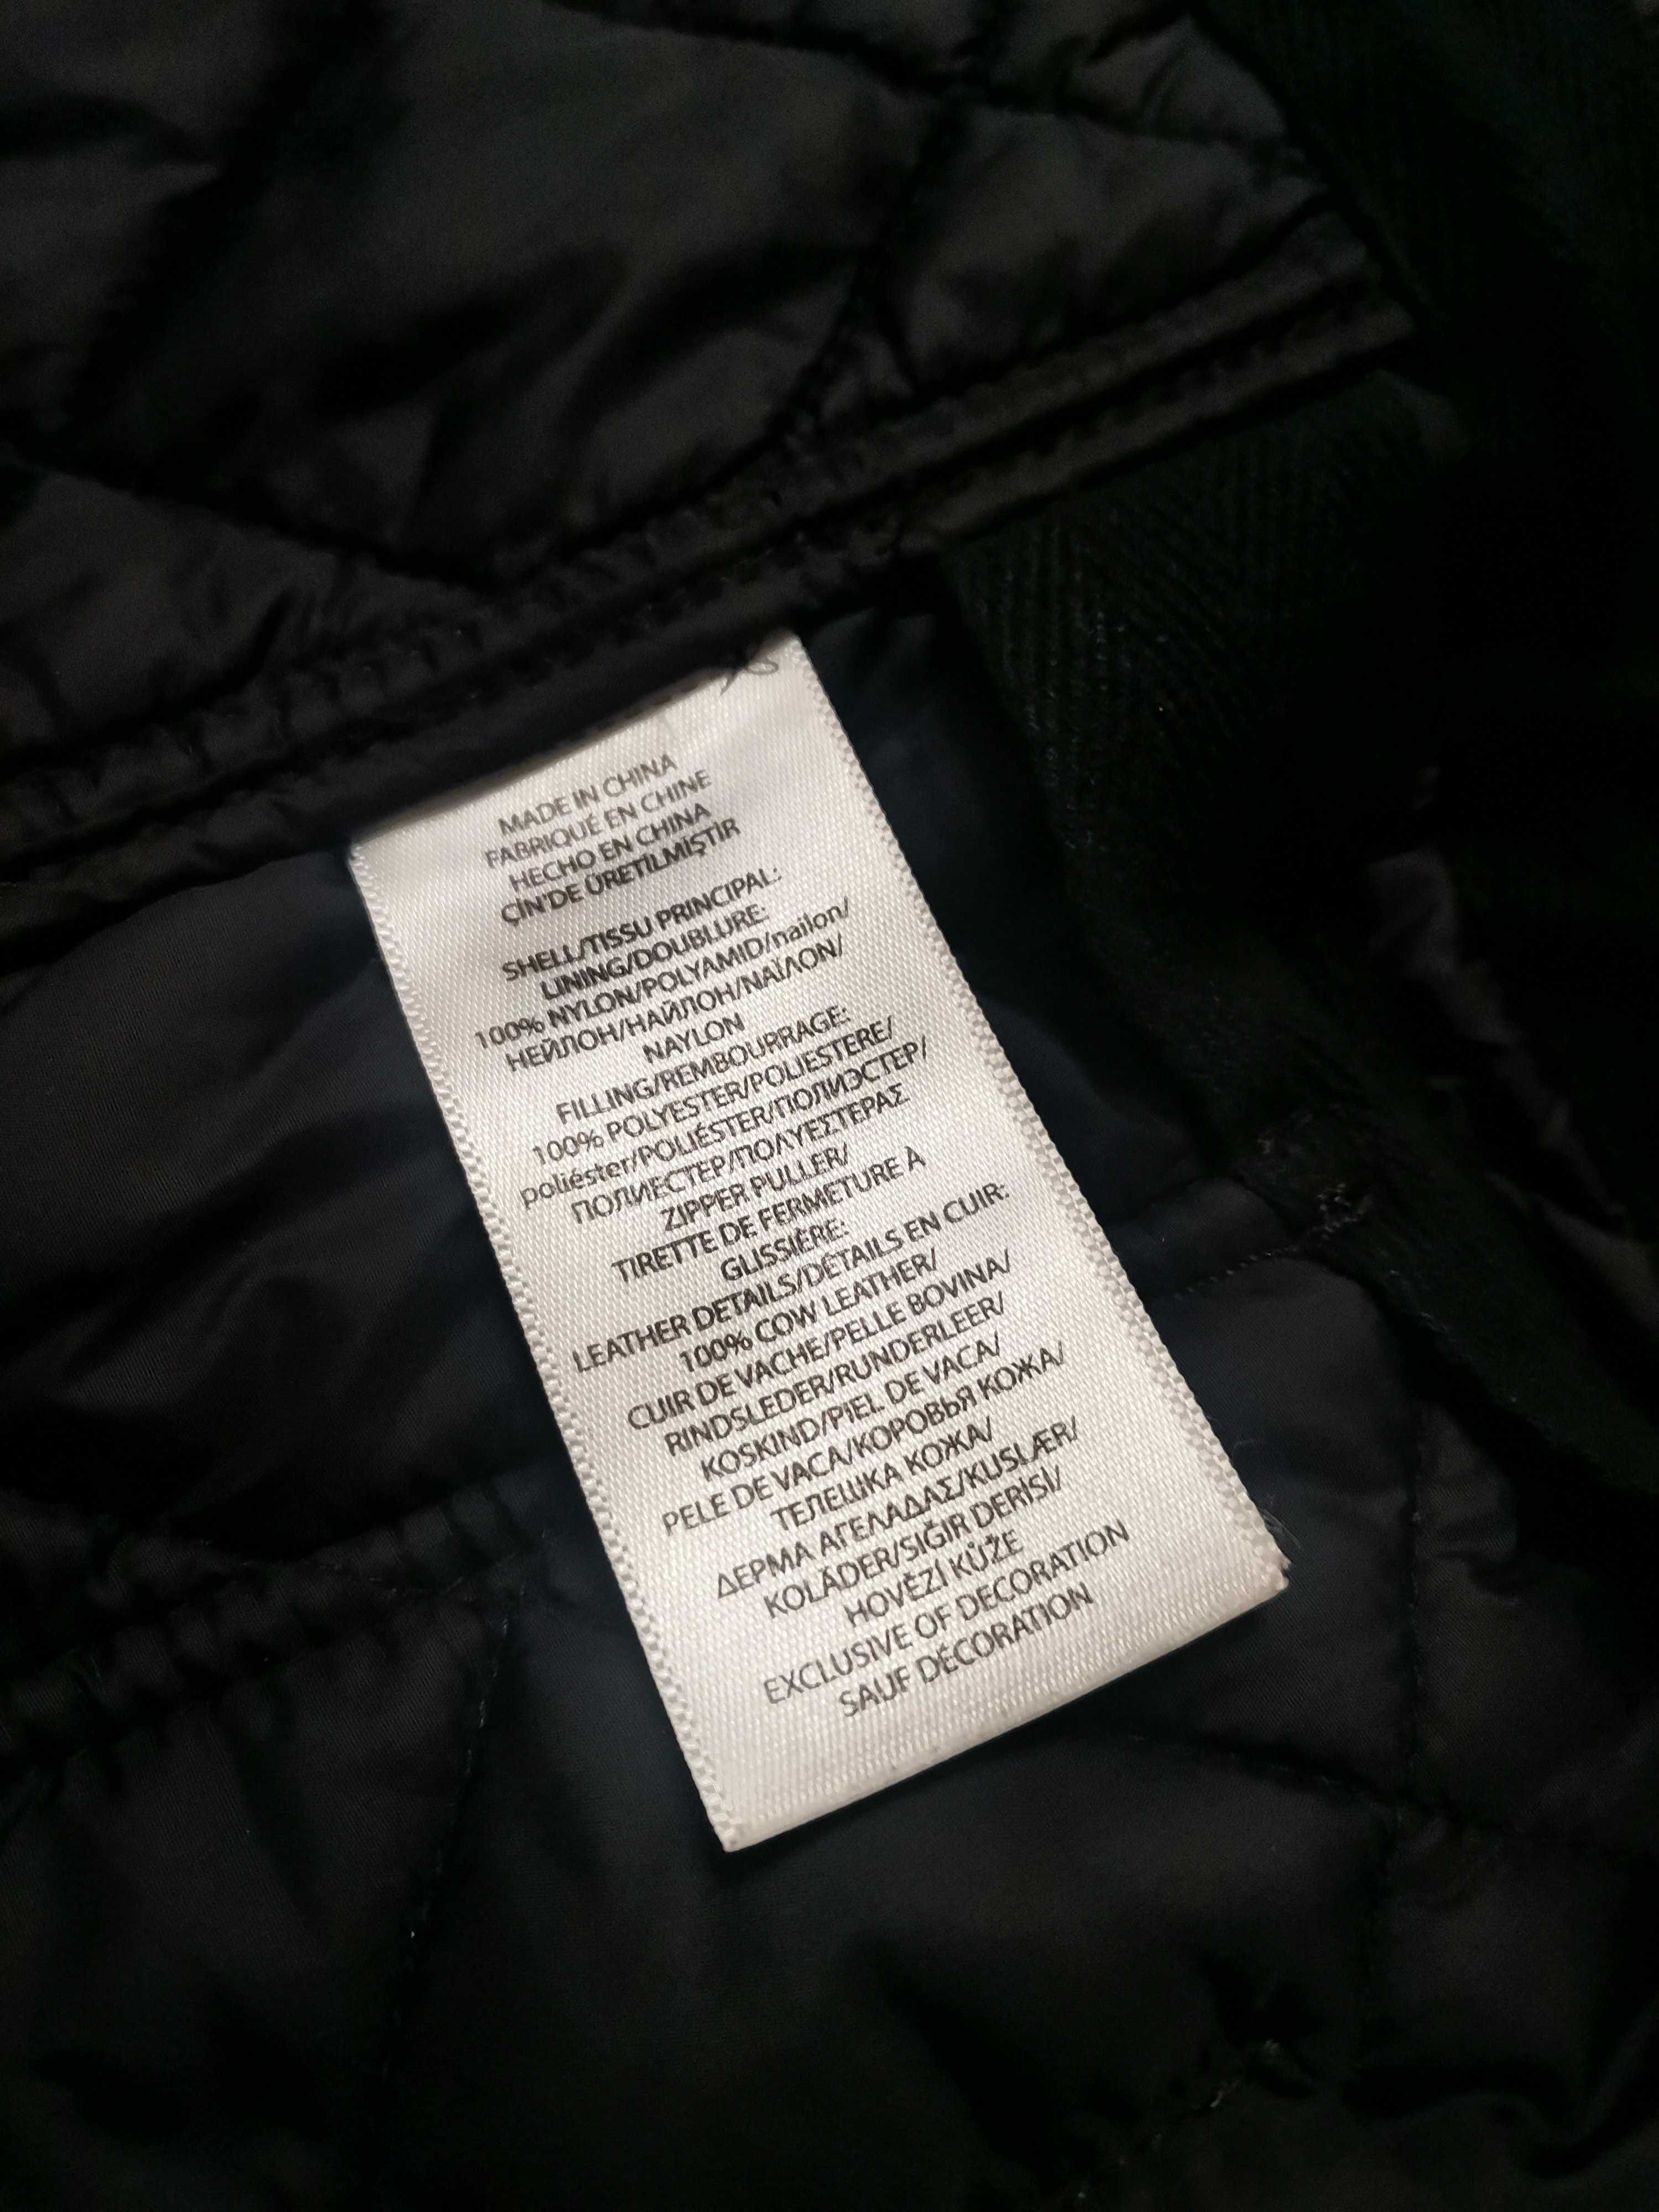 XS
MADE IN CHINA
FABRIQUÉ EN CHINE
HECHO EN CHINA
ÇİN'DE ÜRETİLMİŞTİR
SHELL/TISSU PRINCIPAL:
LINING/DOUBLURE:
100% NYLON/POLYAMID/nailon/
НЕЙЛОН/НАЙЛОН/ΝΑΪΛΟΝ/
NAYLON
FILLING/REMBOURRAGE:
100% POLYESTER/POLIESTERE/
poliéster/POLIÉSTER/ПОЛИЭСТЕР/
ПОЛИЕСТЕР/ΠΟΛΥΕΣΤΕΡΑΣ
ZIPPER PULLER/
TIRETTE DE FERMETURE À
GLISSIÈRE:
LEATHER DETAILS/DÉTAILS EN CUIR:
100% COW LEATHER/
CUIR DE VACHE/PELLE BOVINA/
RINDSLEDER/RUNDERLEER/
KOSKIND/PIEL DE VACA/
PELE DE VACA/КОРОВЬЯ КОЖА/
ТЕЛЕШКА КОЖА/
ΔΕΡΜΑ ΑΓΕΛΑΔΑΣ/KUSLÆR/
KOLÄDER/SIĞIR DERİSİ/
HOVĚZÍ KŮŽE
EXCLUSIVE OF DECORATION
SAUF DÉCORATION